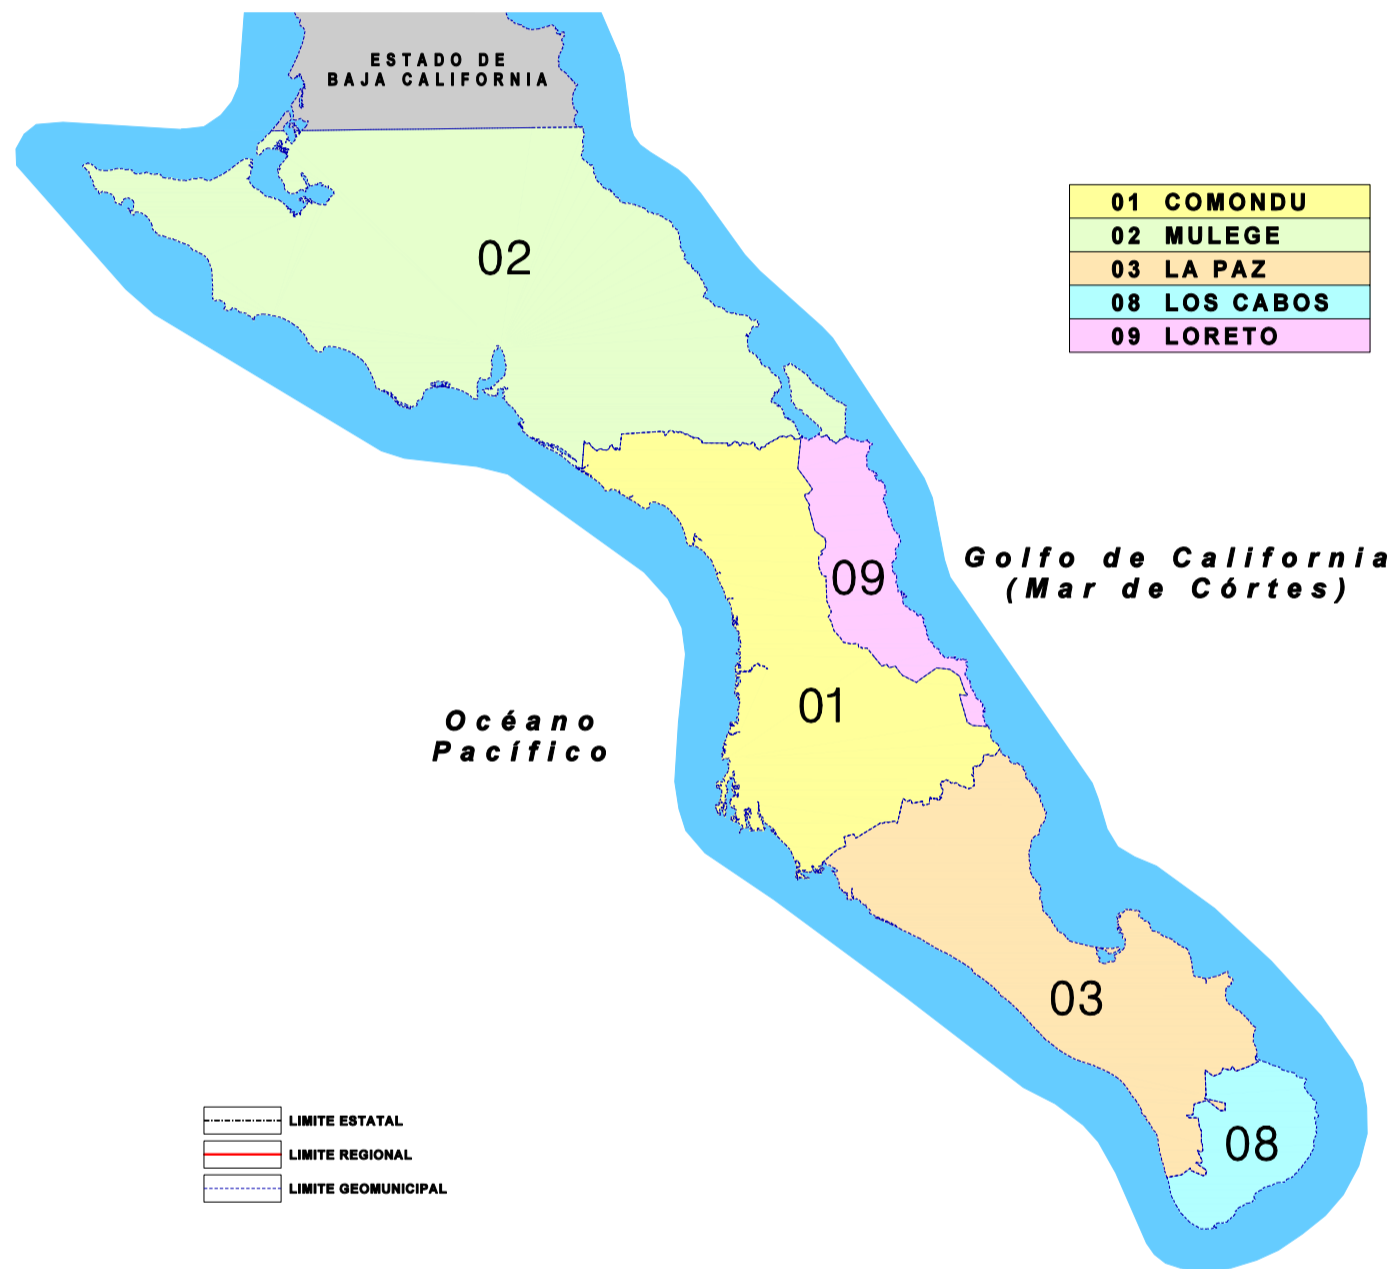 ESTADO DE
BAJA CALIFORNIA
02
01 COMONDU
02 MULEGE
03 LA PAZ
08 LOS CABOS
09 LORETO
Golfo de California
(Mar de Córtes)
09
01
Océano
Pacífico
03
08
LIMITE ESTATAL
LIMITE REGIONAL
LIMITE GEOMUNICIPAL